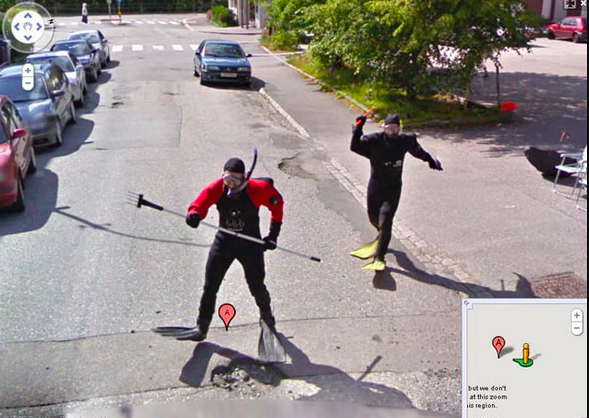 A
A
but we don't
at this zoom
his region.